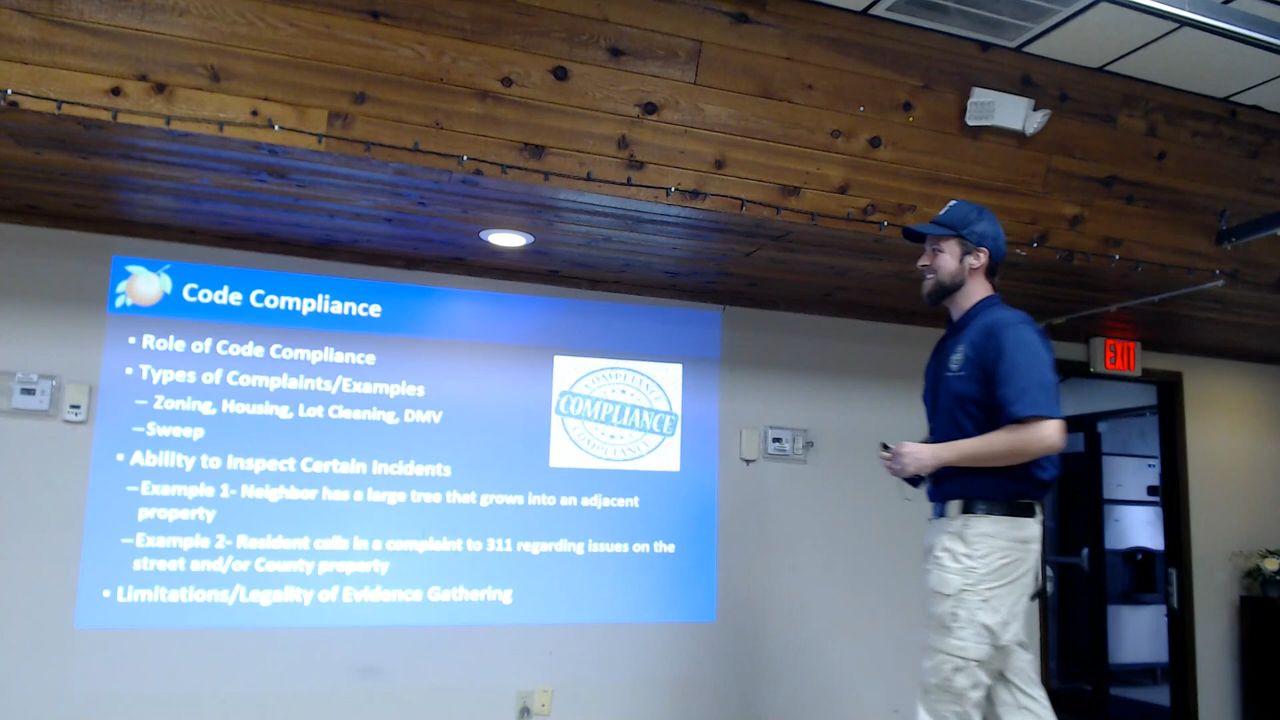 Code Compliance
• Role of Code Compliance
• Types of Complaints/Examples
– Zoning, Housing, Lot Cleaning, DMV
–Sweep
COMPLIANCE
COMPLIANCE
COMPLIANCE
• Ability to Inspect Certain Incidents
–Example 1- Neighbor has a large tree that grows into an adjacent
property
–Example 2- Resident calls in a complaint to 311 regarding issues on the
street and/or County property
• Limitations/Legality of Evidence Gathering
EXIT